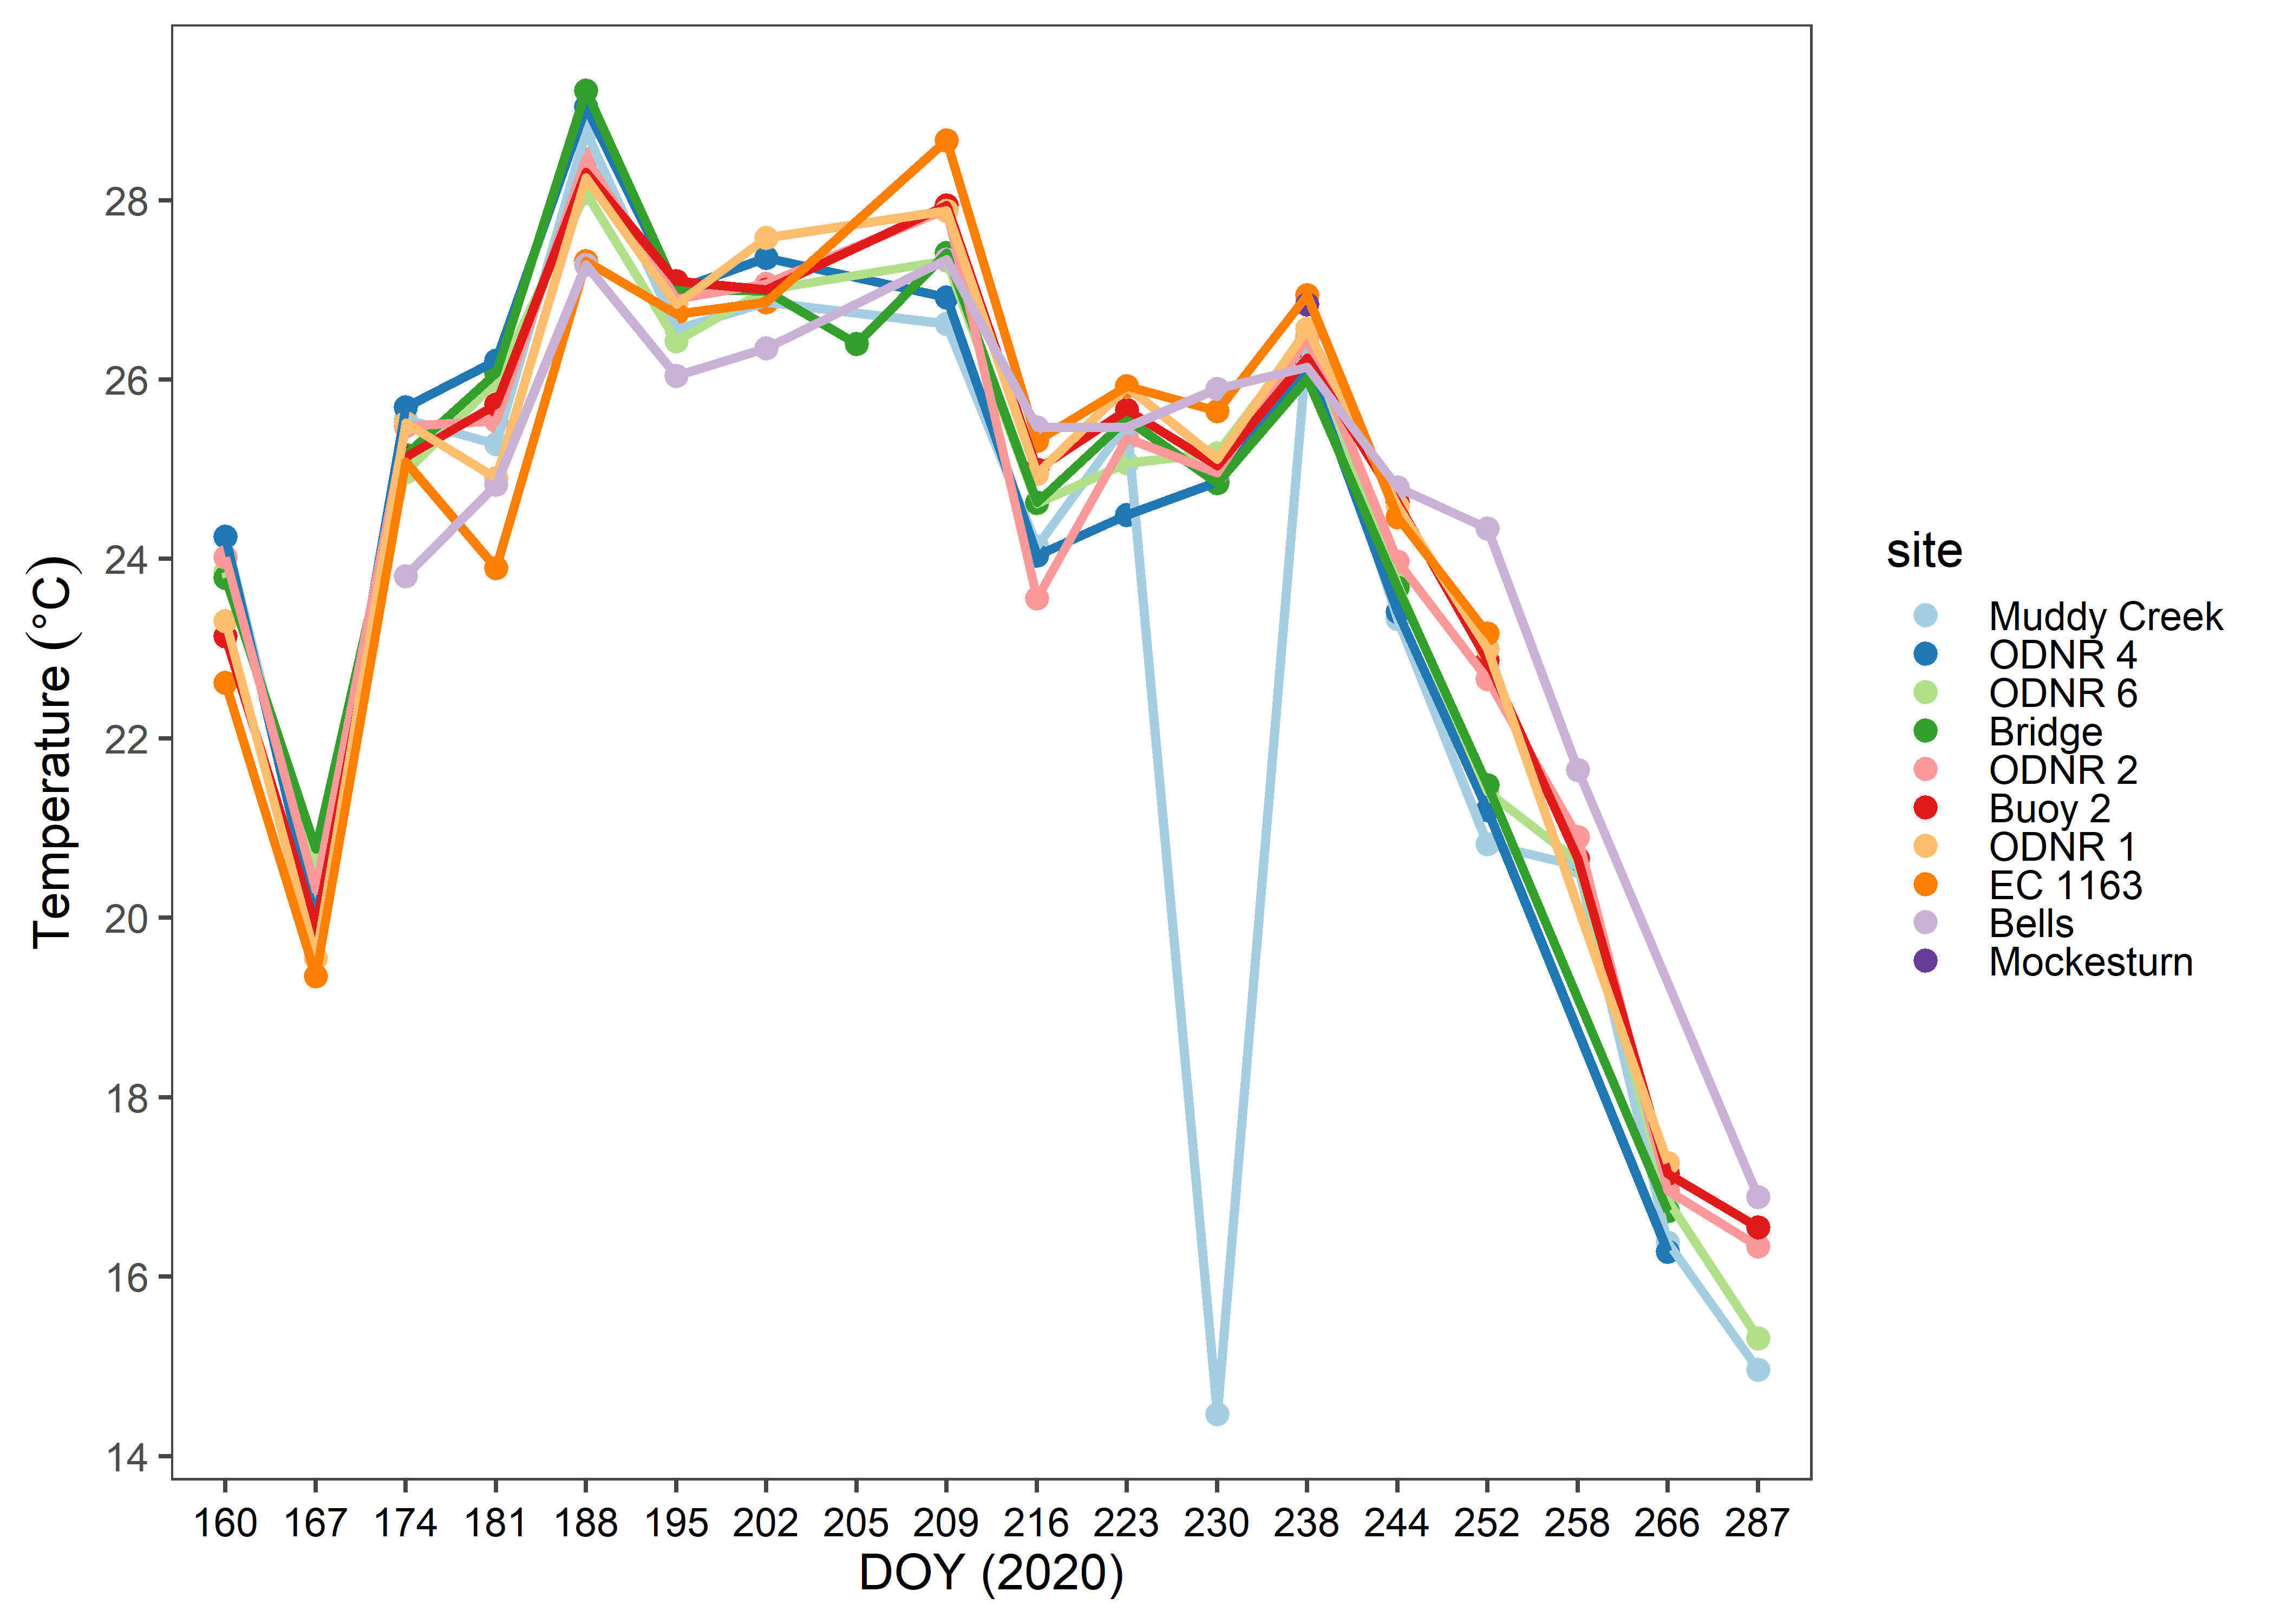 Temperature (°C)
28
26
24
22
20
18
16
14
160 167 174 181 188 195 202 205 209 216 223 230 238 244 252 258 266 287
DOY (2020)
site
Muddy Creek
ODNR 4
ODNR 6
Bridge
ODNR 2
Buoy 2
ODNR 1
EC 1163
Bells
Mockesturn